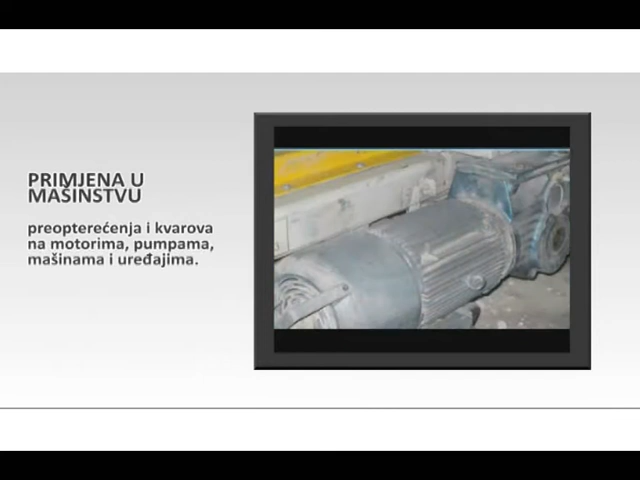 PRIMJENA U
MAŠINSTVU
preopterećenja i kvarova
na motorima, pumpama,
mašinama i uređajima.